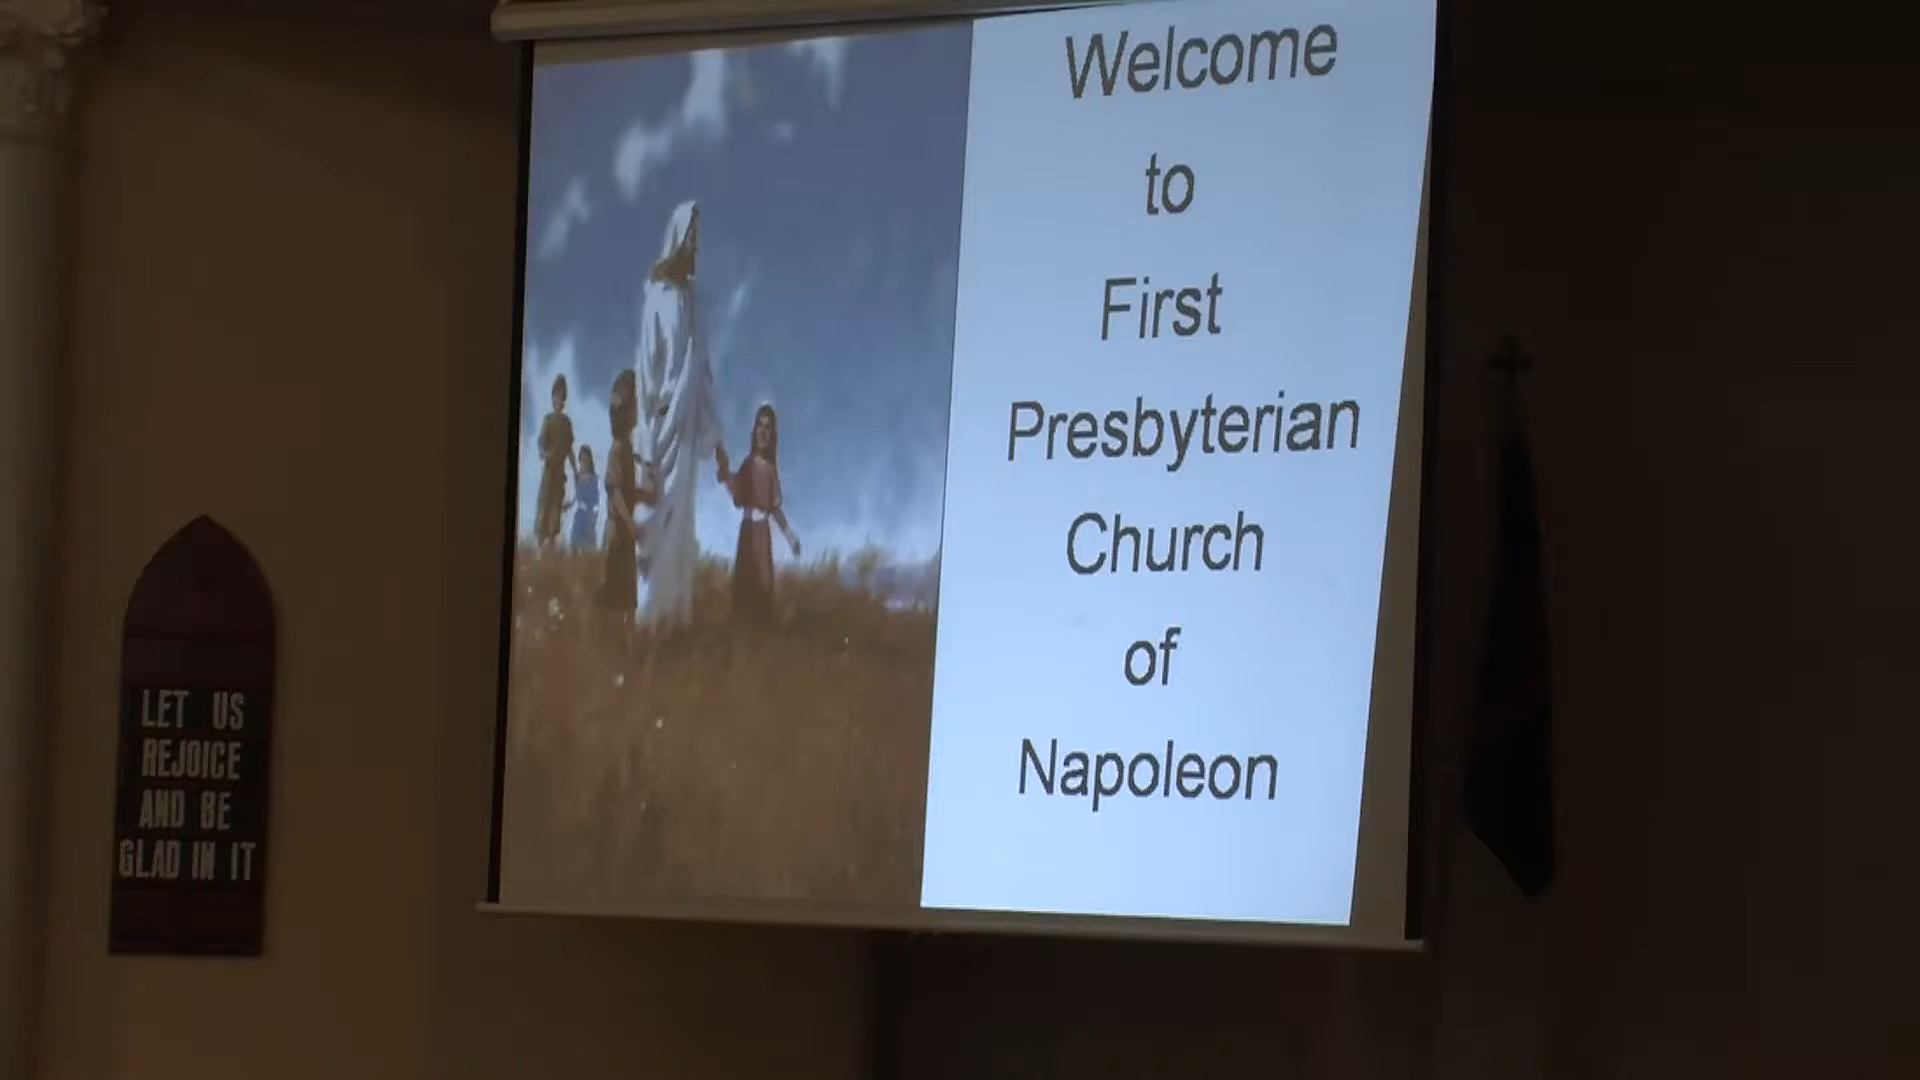 Welcome
to
First
Presbyterian
Church
of
Napoleon
LET US
REJOICE
AND BE
GLAD IN IT